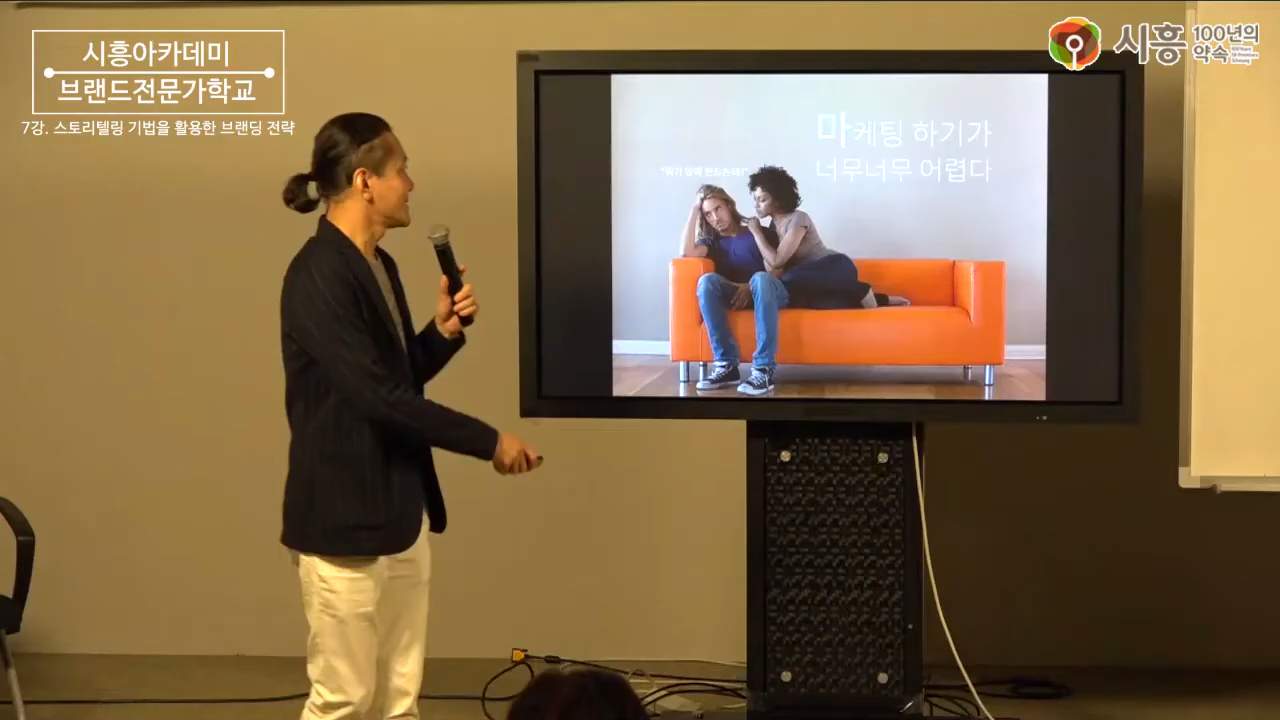 시흥아카데미
브랜드전문가학교
7강. 스토리텔링 기법을 활용한 브랜딩 전략
시흥 100년의
약속
마케팅 하기가
너무너무 어렵다